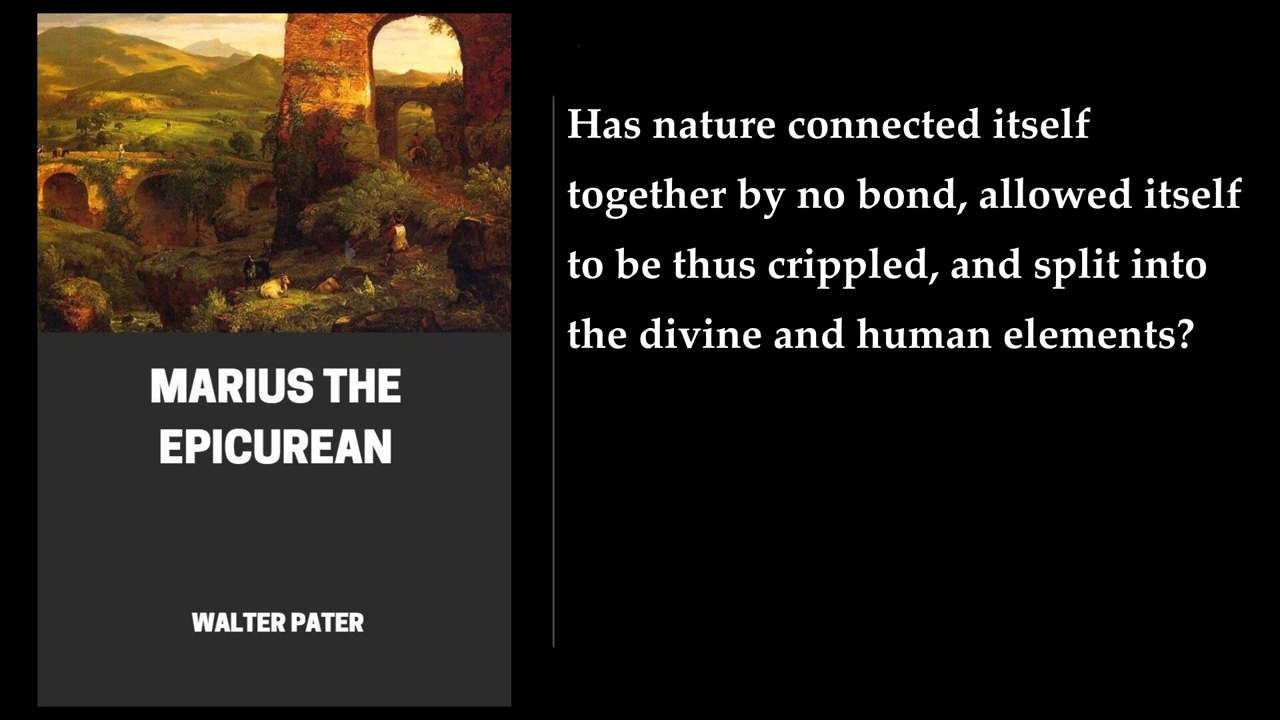 MARIUS THE
EPICUREAN
WALTER PATER
Has nature connected itself
together by no bond, allowed itself
to be thus crippled, and split into
the divine and human elements?